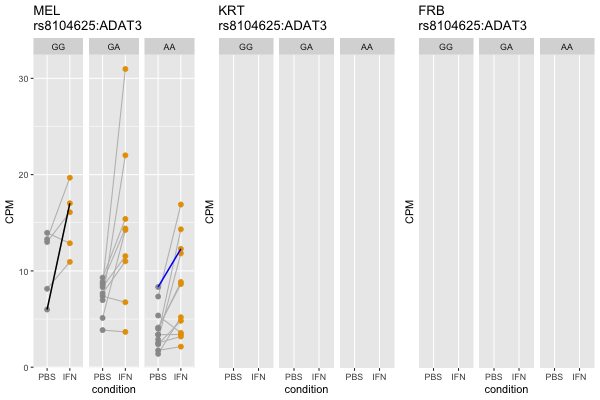 MEL
rs8104625:ADAT3
KRT
rs8104625:ADAT3
FRB
rs8104625:ADAT3
GG GA AA
GG GA AA
GG GA AA
30
20
10
0
CPM
CPM
CPM
PBS IFN PBS IFN PBS IFN
PBS IFN PBS IFN PBS IFN
PBS IFN PBS IFN PBS IFN
condition
condition
condition